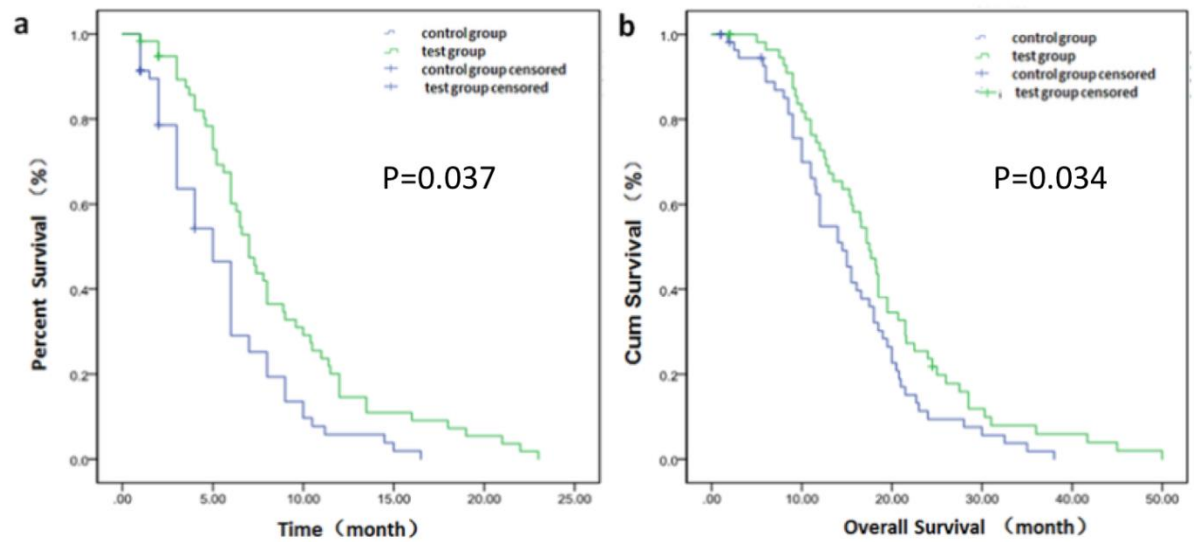 a
control group
test group
control group censored
test group censored
P=0.037
Percent Survival （%）
1.0
0.8
0.6
0.4
0.2
0.0
.00 5.00 10.00 15.00 20.00 25.00
Time（month）
b
control group
test group
control group censored
test group censored
P=0.034
Cum Survival （%）
1.0
0.8
0.6
0.4
0.2
0.0
.00 10.00 20.00 30.00 40.00 50.00
Overall Survival （month）